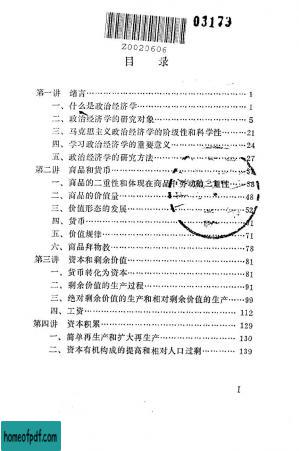 03173
Z0020606
目 录
第一讲 绪言……1
一、什么是政治经济学……1
二、政治经济学的研究对象……5
三、马克思主义政治经济学的阶级性和科学性……21
四、学习政治经济学的重要意义……24
五、政治经济学的研究方法……27
第二讲 商品和货币
一、商品的二重性和体现在商品中劳动的二重性
二、商品的价值量……48
三、价值形态的发展……52
四、货币……61
五、价值规律……71
六、商品拜物教……78
第三讲 资本和剩余价值……81
一、货币转化为资本……81
二、剩余价值的生产过程……91
三、绝对剩余价值的生产和相对剩余价值的生产……99
四、工资……112
第四讲 资本积累……129
一、简单再生产和扩大再生产……130
二、资本有机构成的提高和相对人口过剩……139
I
homeofpdf.com